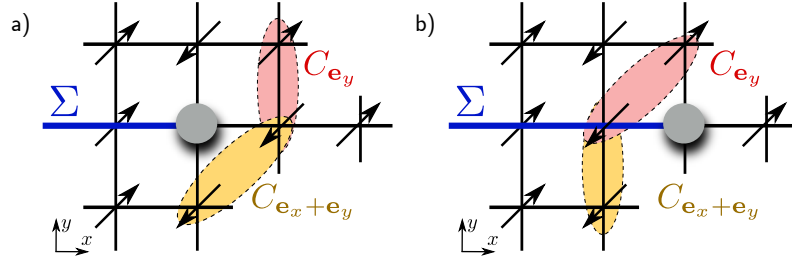 a)
C_{e_y}
Σ
C_{e_x+e_y}
y
x
b)
C_{e_y}
Σ
C_{e_x+e_y}
y
x